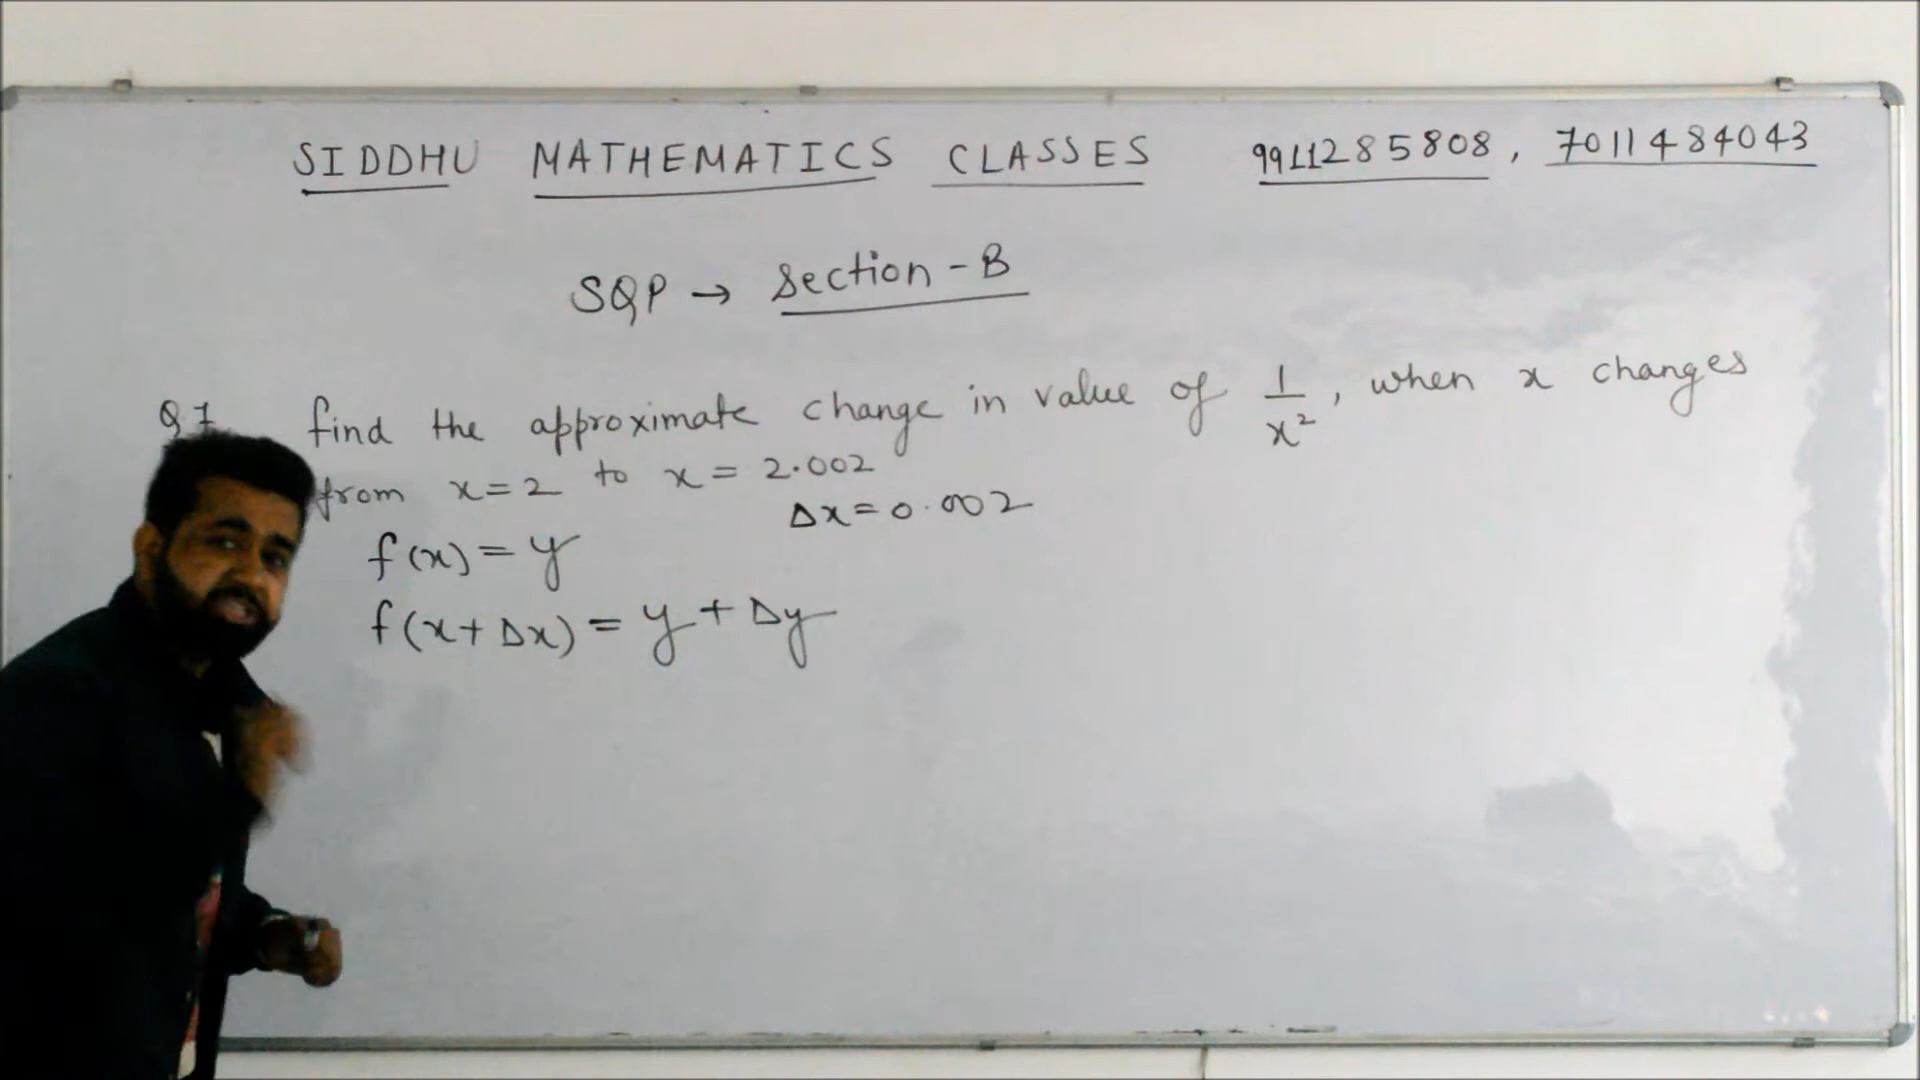 SIDDHU MATHEMATICS CLASSES 9911285808, 7011484043
SQP → Section-B
Q.7 find the approximate change in value of 1/x², when x changes
from x=2 to x=2.002
Δx=0.002
f(x)=y
f(x+Δx)=y+Δy